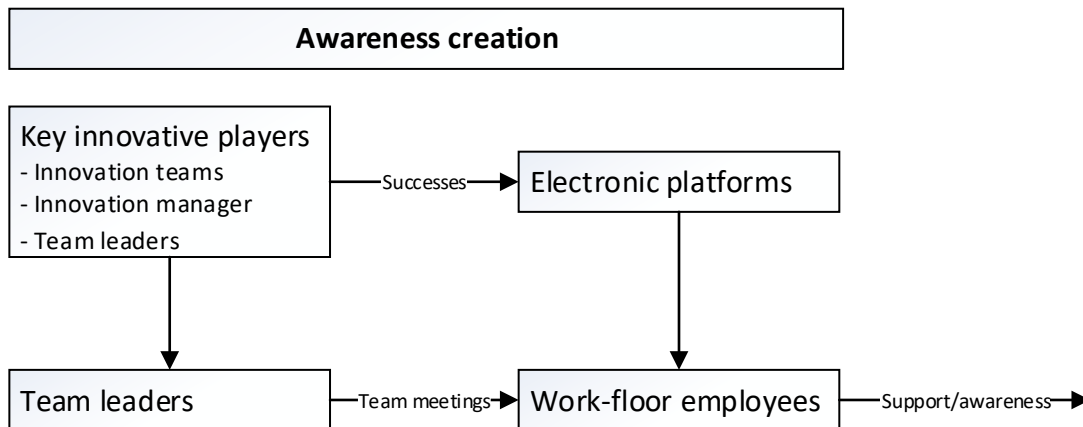 Awareness creation
Key innovative players
- Innovation teams
- Innovation manager
- Team leaders
Successes
Electronic platforms
Team leaders
Team meetings
Work-floor employees
Support/awareness